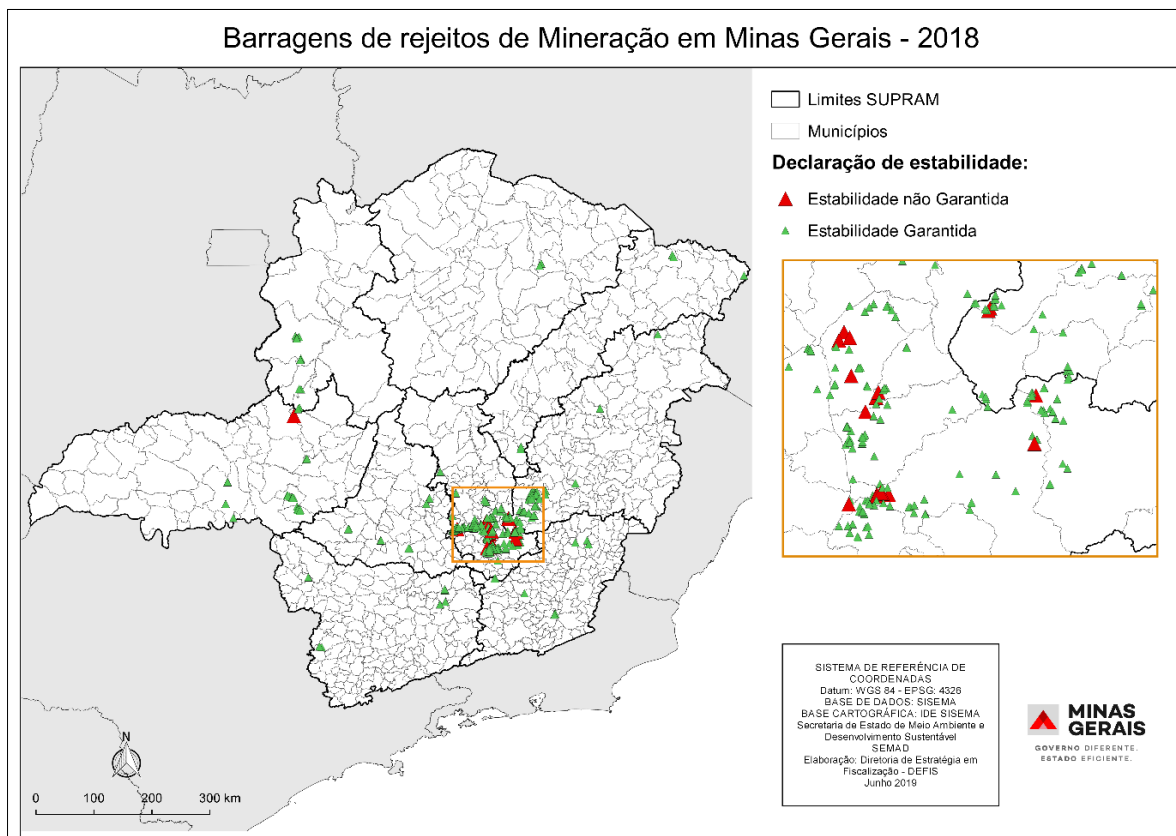 Barragens de rejeitos de Mineração em Minas Gerais - 2018
Limites SUPRAM
Municípios
Declaração de estabilidade:
Estabilidade não Garantida
Estabilidade Garantida
SISTEMA DE REFERÊNCIA DE
COORDENADAS
Datum: WGS 84 - EPSG: 4326
BASE DE DADOS: SISEMA
BASE CARTOGRÁFICA: IDE SISEMA
Secretaria de Estado de Meio Ambiente e
Desenvolvimento Sustentável
SEMAD
Elaboração: Diretoria de Estratégia em
Fiscalização - DEFIS
Junho 2019
MINAS
GERAIS
GOVERNO DIFERENTE.
ESTADO EFICIENTE.
N
0 100 200 300 km